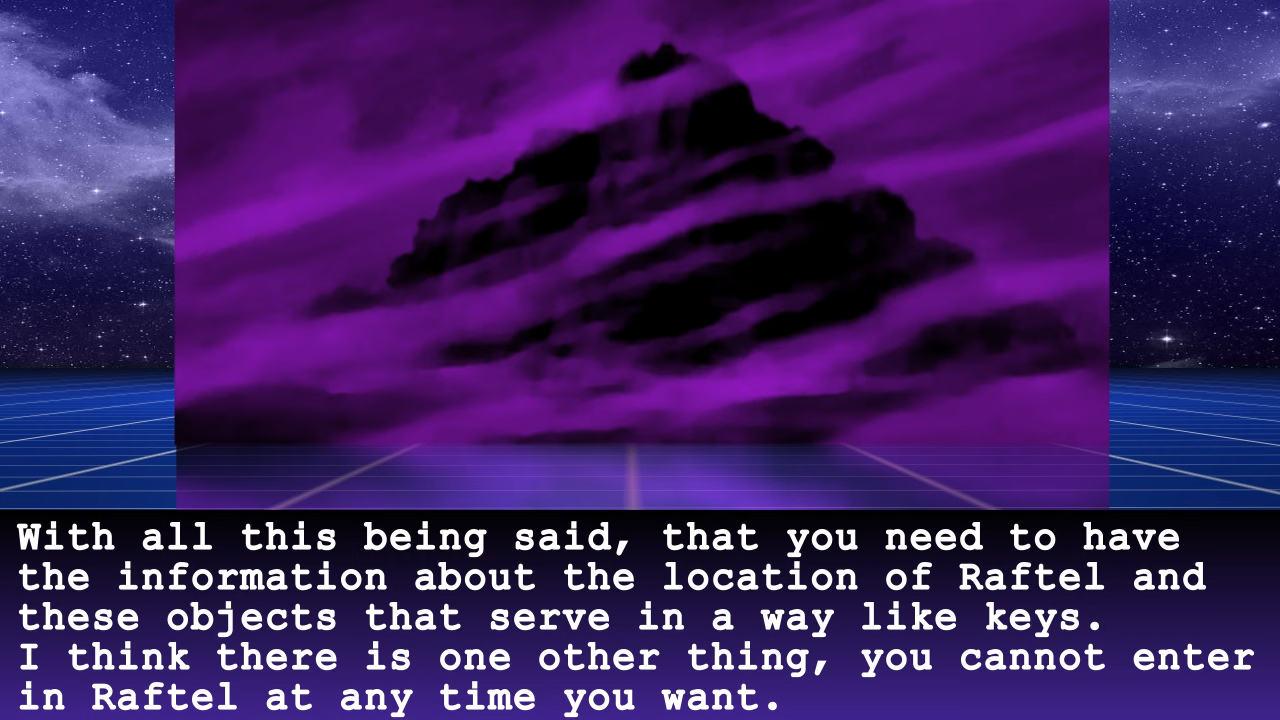 With all this being said, that you need to have
the information about the location of Raftel and
these objects that serve in a way like keys.
I think there is one other thing, you cannot enter
in Raftel at any time you want.